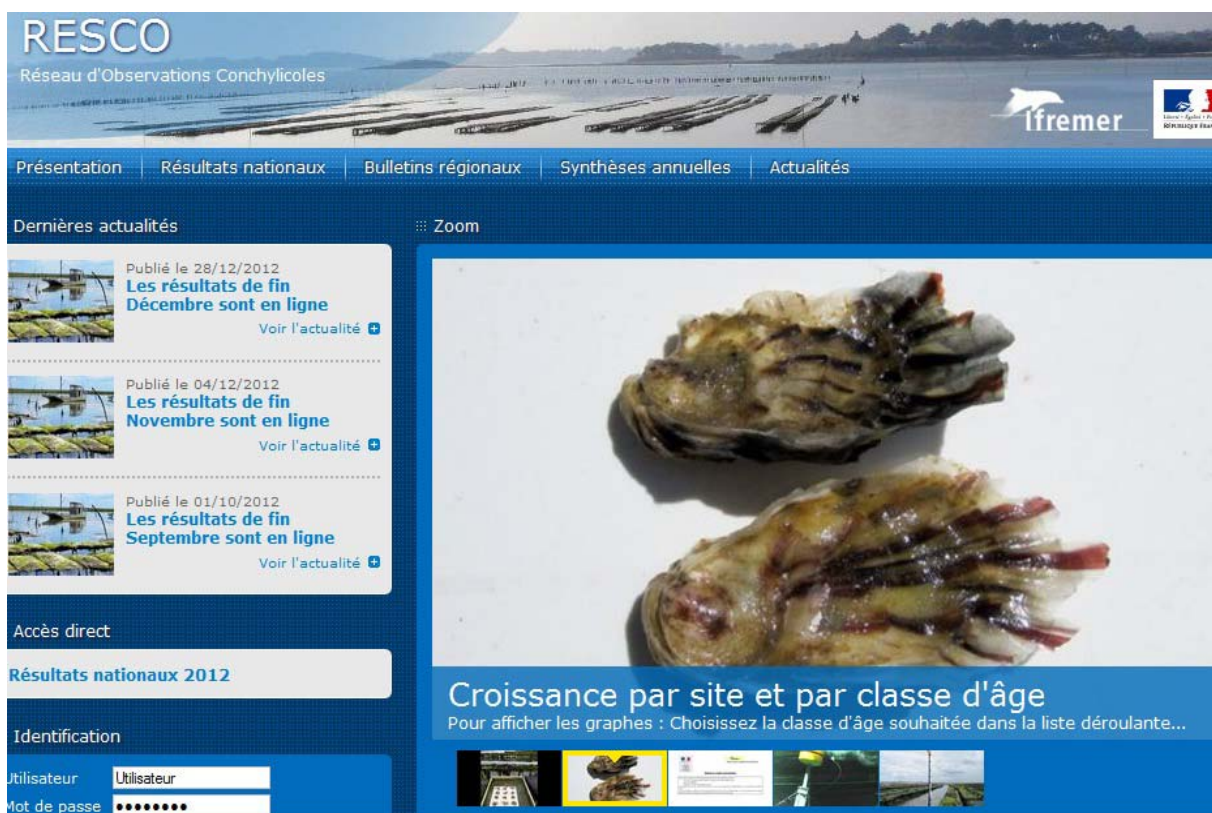 RESCO
Réseau d'Observations Conchylicoles
Ifremer
Présentation
Résultats nationaux
Bulletins régionaux
Synthèses annuelles
Actualités
Dernières actualités
Publié le 28/12/2012
Les résultats de fin
Décembre sont en ligne
Voir l'actualité
Publié le 04/12/2012
Les résultats de fin
Novembre sont en ligne
Voir l'actualité
Publié le 01/10/2012
Les résultats de fin
Septembre sont en ligne
Voir l'actualité
Accès direct
Résultats nationaux 2012
Identification
Utilisateur
Utilisateur
Mot de passe
Zoom
Croissance par site et par classe d'âge
Pour afficher les graphes : Choisissez la classe d'âge souhaitée dans la liste déroulante...